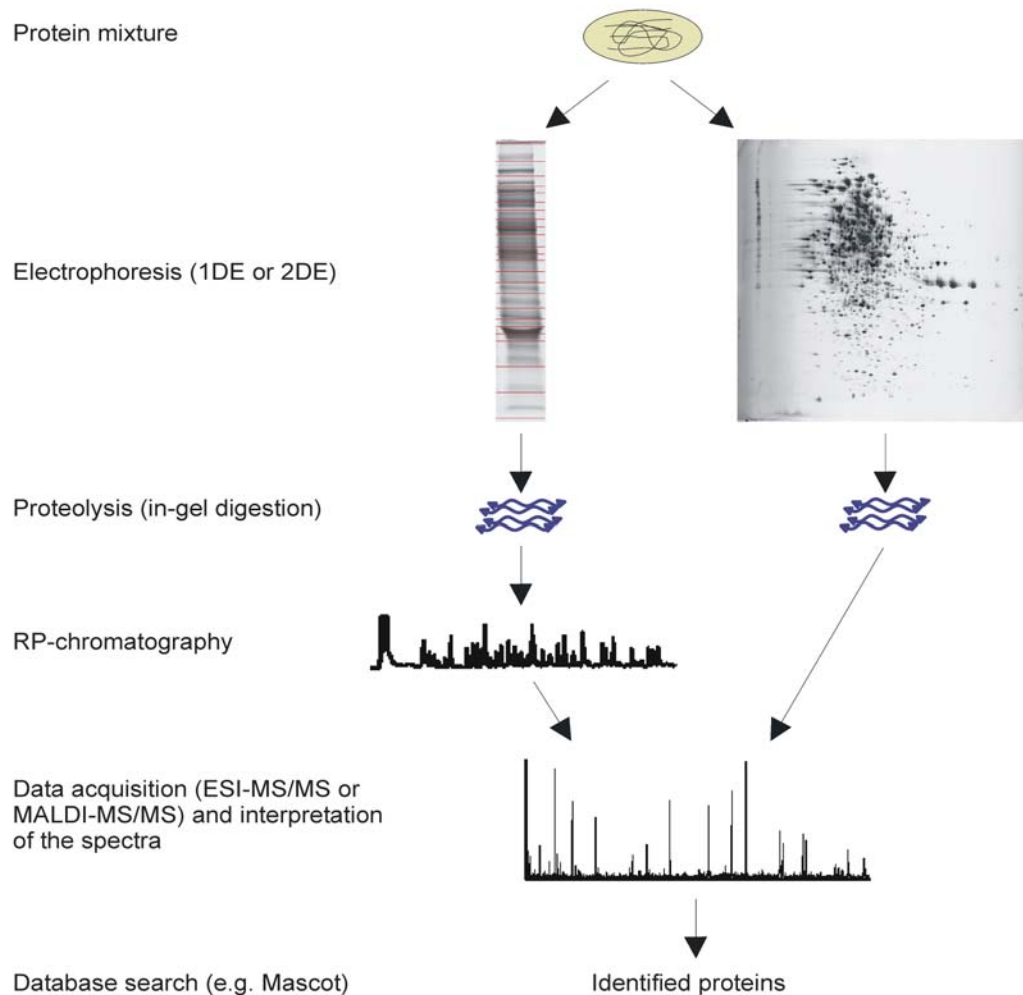 Protein mixture
Electrophoresis (1DE or 2DE)
Proteolysis (in-gel digestion)
RP-chromatography
Data acquisition (ESI-MS/MS or
MALDI-MS/MS) and interpretation
of the spectra
Database search (e.g. Mascot)
Identified proteins